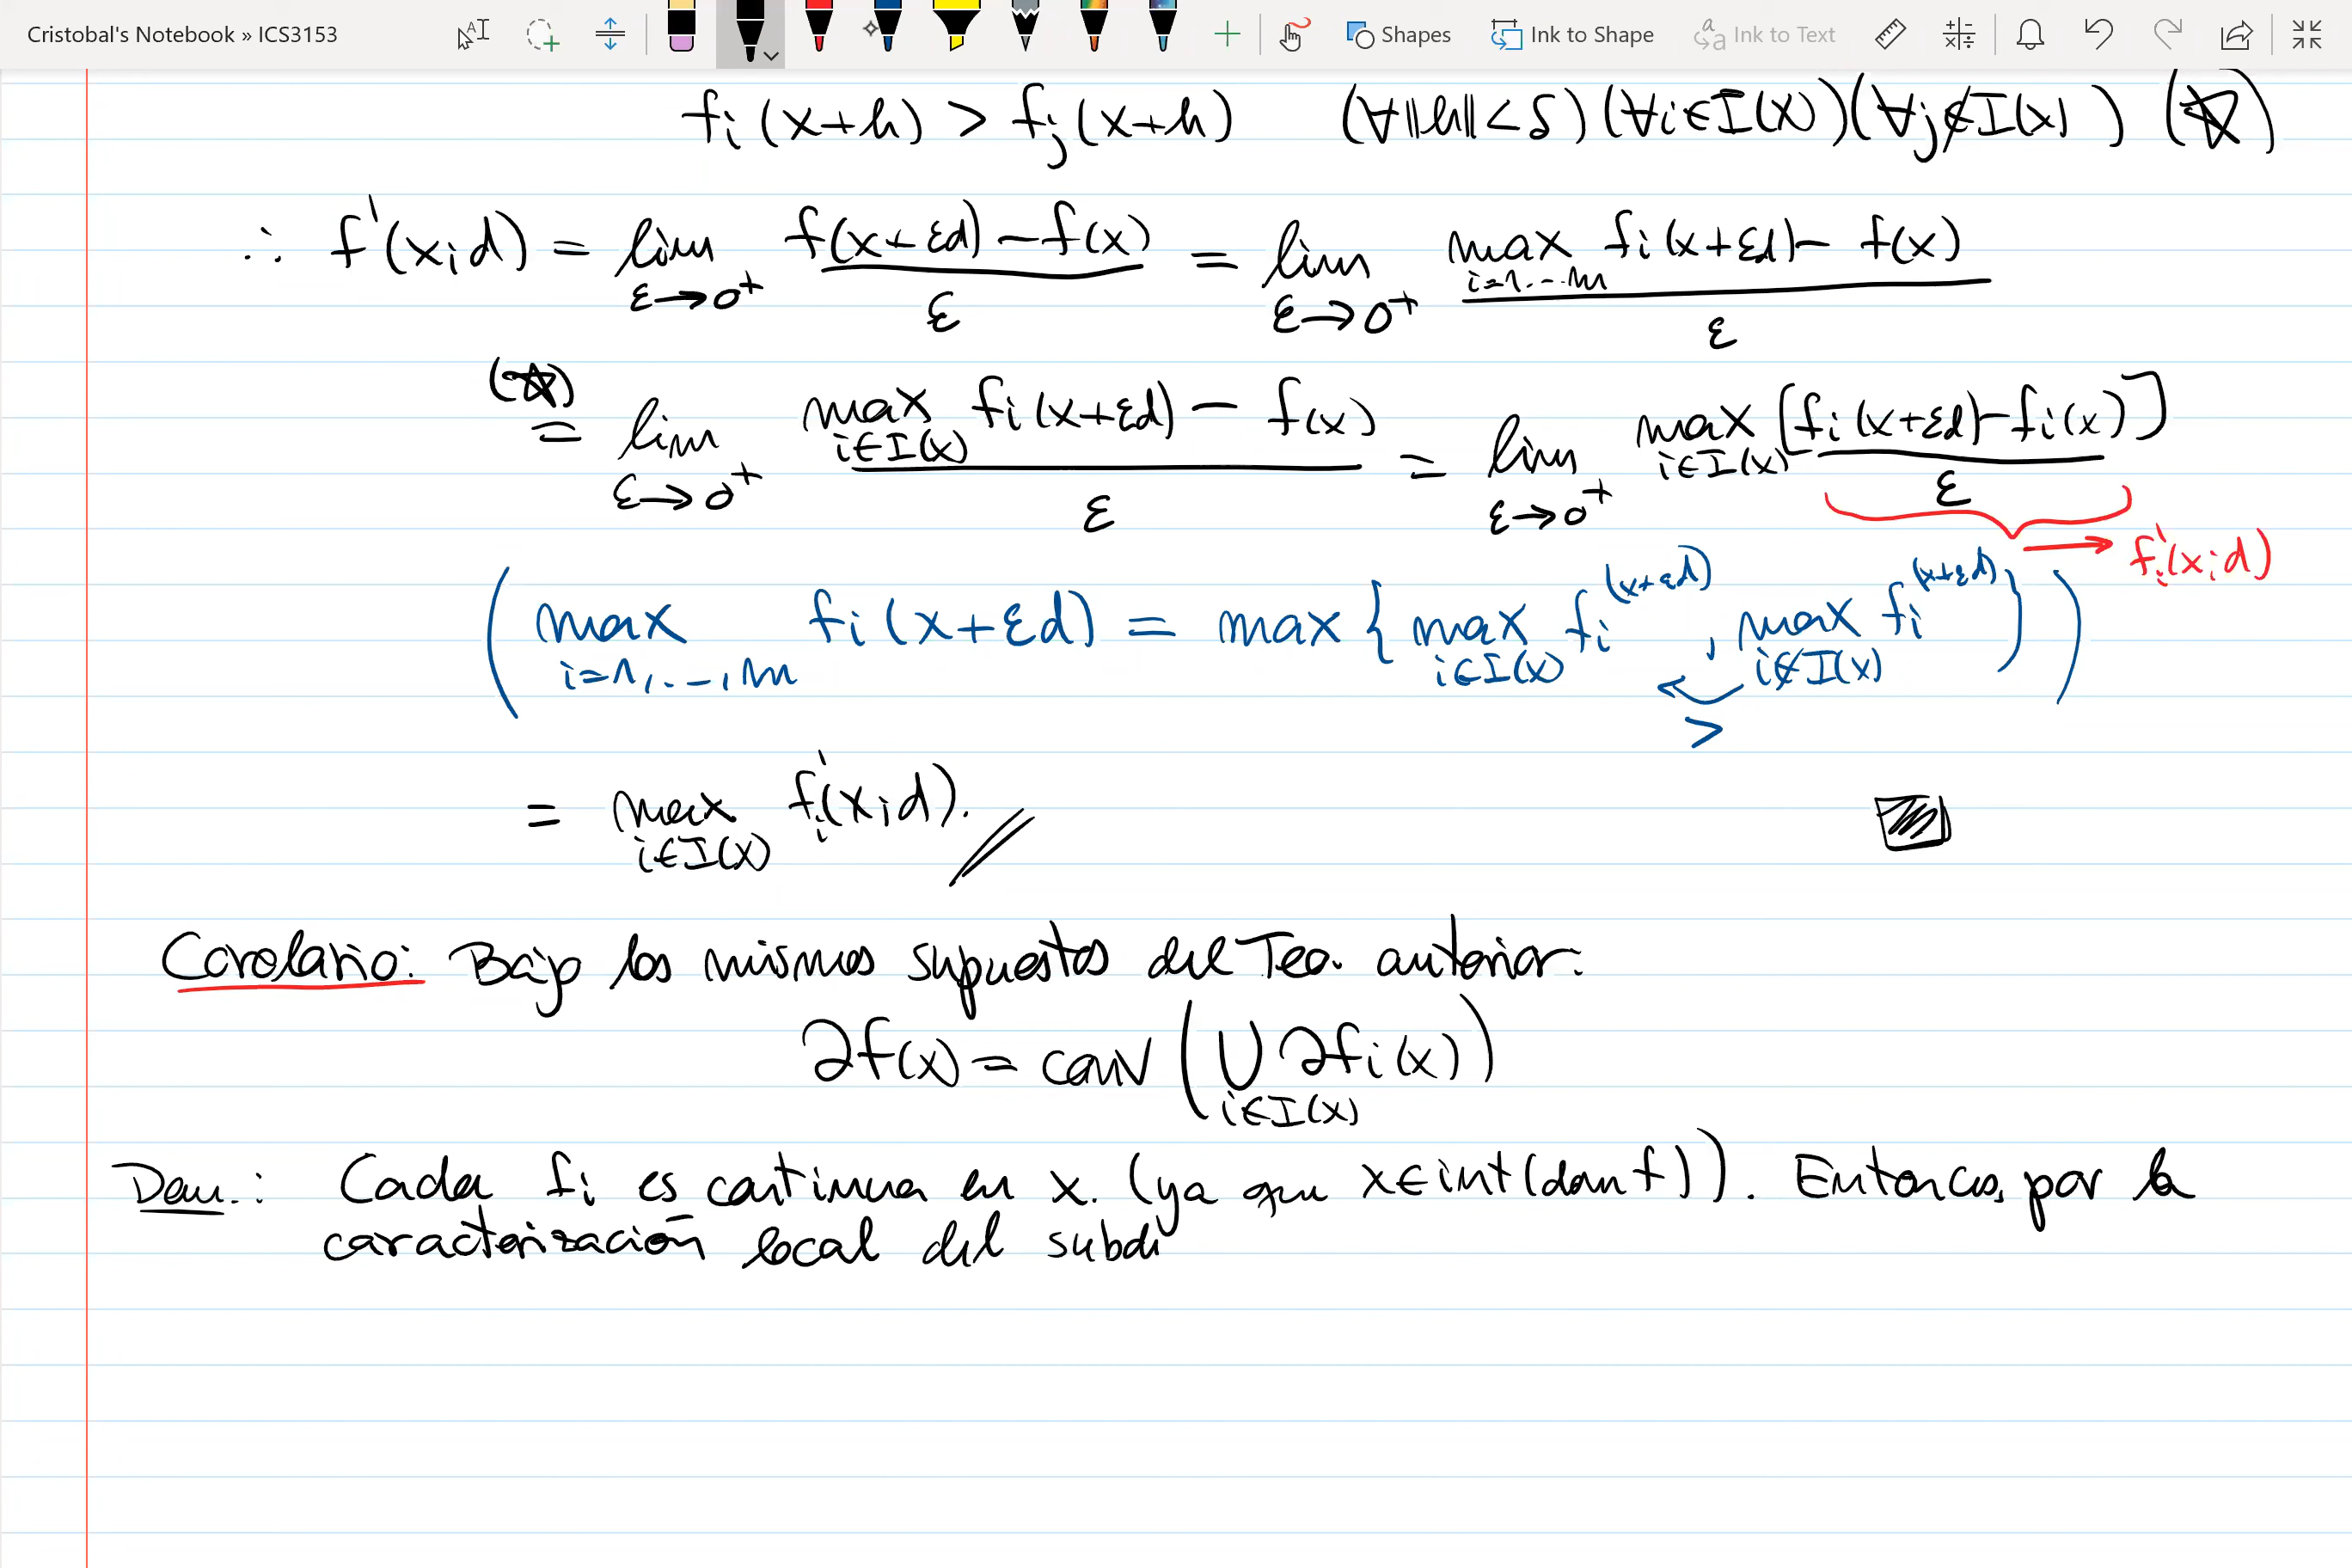 Cristobal's Notebook » ICS3153 Shapes Ink to Shape Ink to Text
fi(x+h) > fj(x+h) (∀‖h‖<δ)(∀i∈I(x))(∀j∉I(x)) (☆)
∴ f'(x;d) = lim ε→0⁺ (f(x+εd) − f(x))/ε = lim ε→0⁺ (max i=1...m fi(x+εd) − f(x))/ε
(☆) = lim ε→0⁺ (max i∈I(x) fi(x+εd) − f(x))/ε = lim ε→0⁺ max i∈I(x) [fi(x+εd) − fi(x)]/ε
→ fi'(x;d)
( max i=1,...,m fi(x+εd) = max { max i∈I(x) fi(x+εd) , max i∉I(x) fi(x+εd) } )
>
= max i∈I(x) fi'(x;d).
Corolario: Bajo los mismos supuestos del Teo. anterior:
∂f(x) = conv ( ∪ i∈I(x) ∂fi(x) )
Dem.: Cada fi es continua en x. (ya que x∈int(dom f)). Entonces, por la
caracterización local del subdi